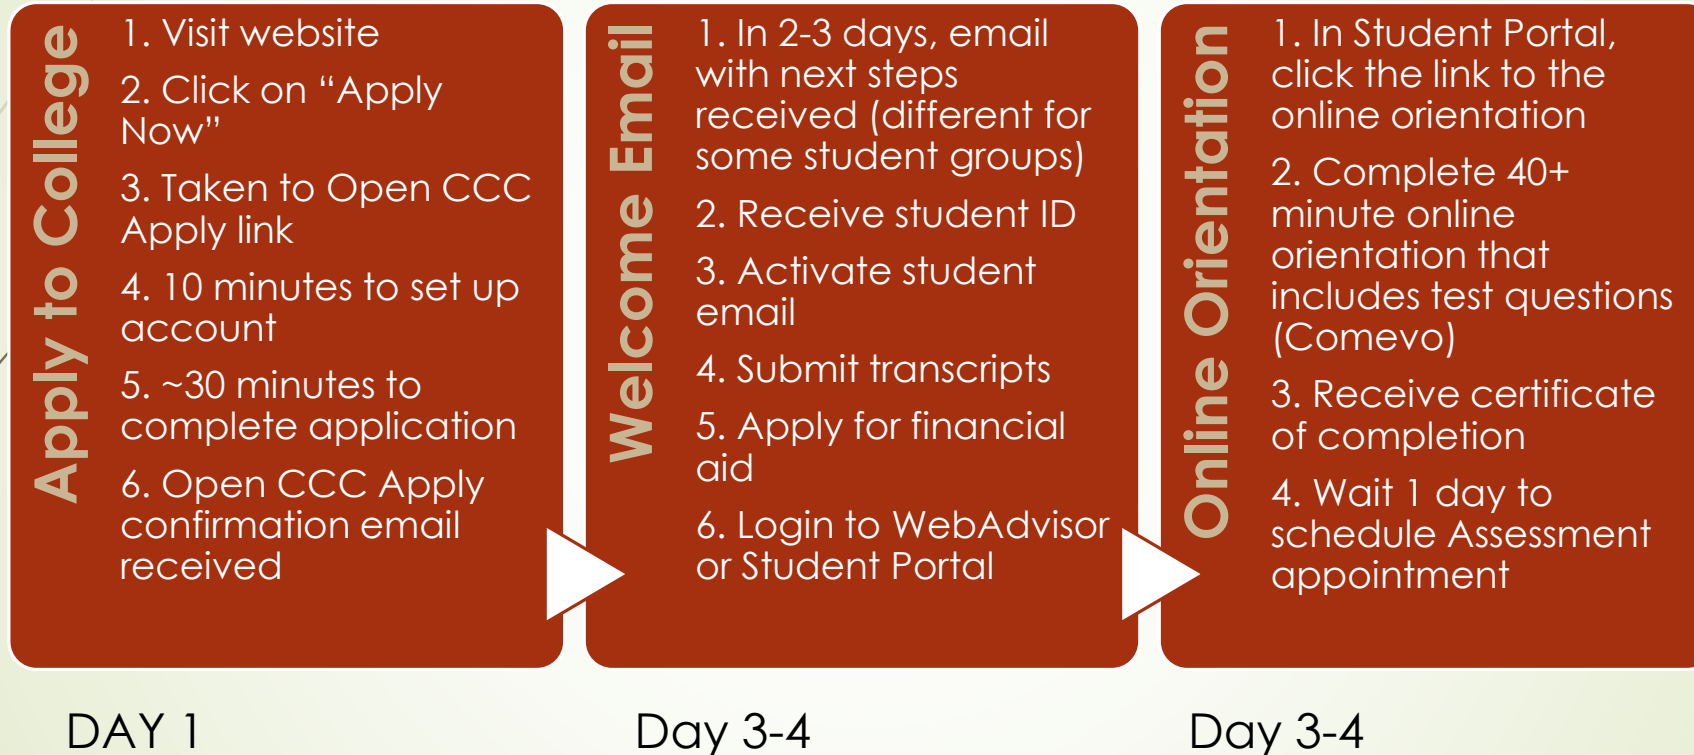 Apply to College
1. Visit website
2. Click on “Apply
Now”
3. Taken to Open CCC
Apply link
4. 10 minutes to set up
account
5. ~30 minutes to
complete application
6. Open CCC Apply
confirmation email
received
Welcome Email
1. In 2-3 days, email
with next steps
received (different for
some student groups)
2. Receive student ID
3. Activate student
email
4. Submit transcripts
5. Apply for financial
aid
6. Login to WebAdvisor
or Student Portal
Online Orientation
1. In Student Portal,
click the link to the
online orientation
2. Complete 40+
minute online
orientation that
includes test questions
(Comevo)
3. Receive certificate
of completion
4. Wait 1 day to
schedule Assessment
appointment
DAY 1
Day 3-4
Day 3-4